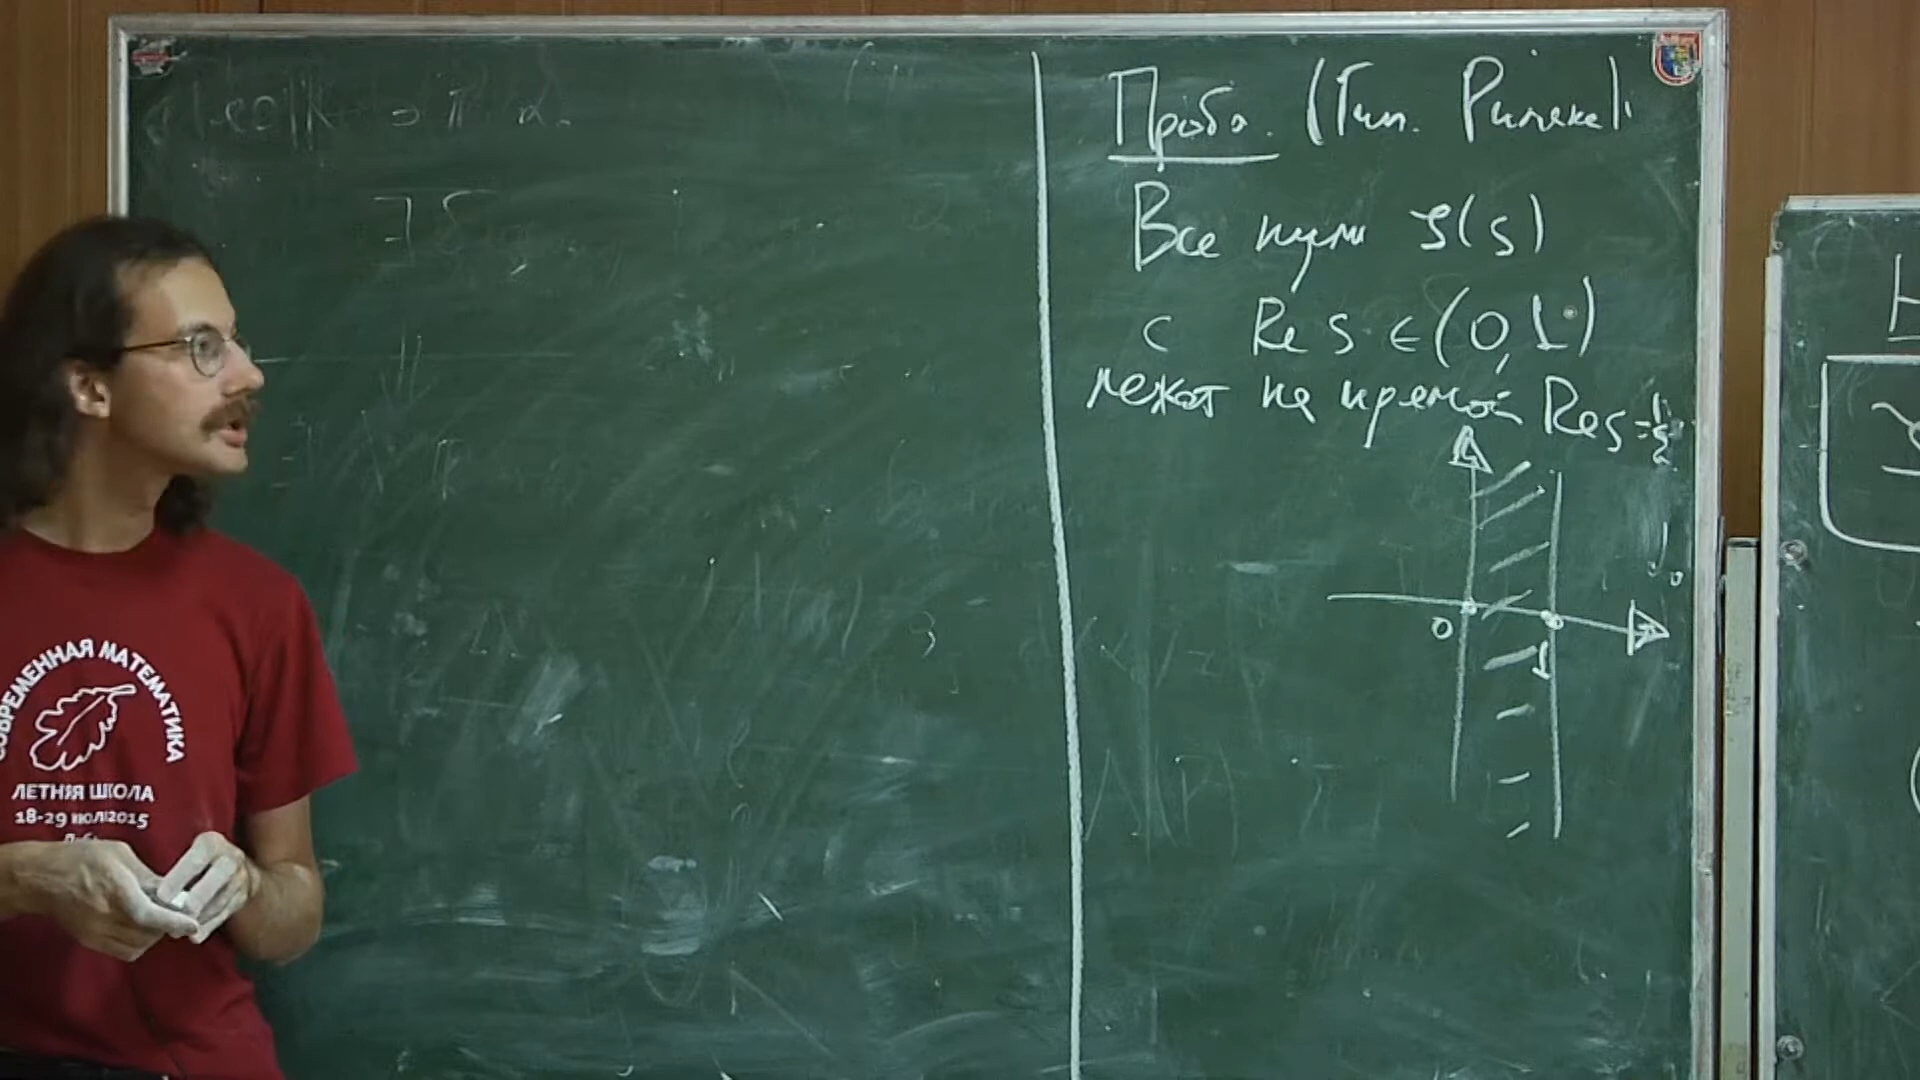 Проба. (Гип. Римана).
Все нули ζ(s)
с Re s ∈ (0,1)
лежат на прямой Re s = 1/2
0
1
СОВРЕМЕННАЯ МАТЕМАТИКА
ЛЕТНЯЯ ШКОЛА
18-29 ИЮЛЯ 2015